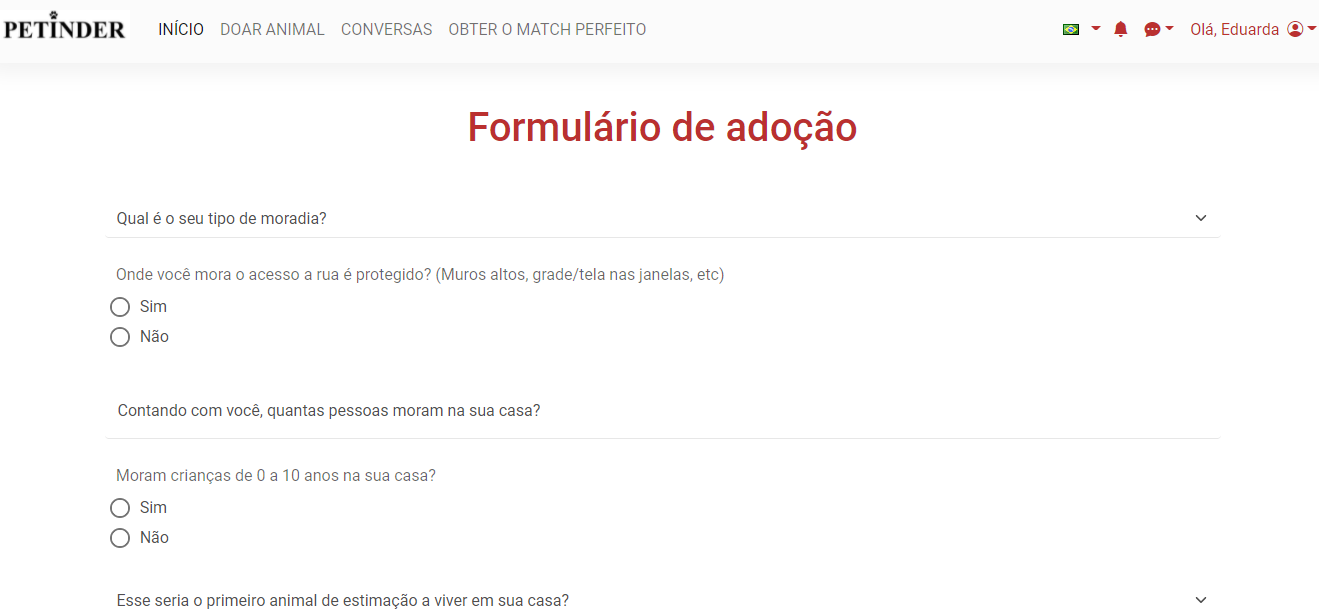 PETINDER INÍCIO DOAR ANIMAL CONVERSAS OBTER O MATCH PERFEITO Olá, Eduarda
Formulário de adoção
Qual é o seu tipo de moradia?
Onde você mora o acesso a rua é protegido? (Muros altos, grade/tela nas janelas, etc)
Sim
Não
Contando com você, quantas pessoas moram na sua casa?
Moram crianças de 0 a 10 anos na sua casa?
Sim
Não
Esse seria o primeiro animal de estimação a viver em sua casa?